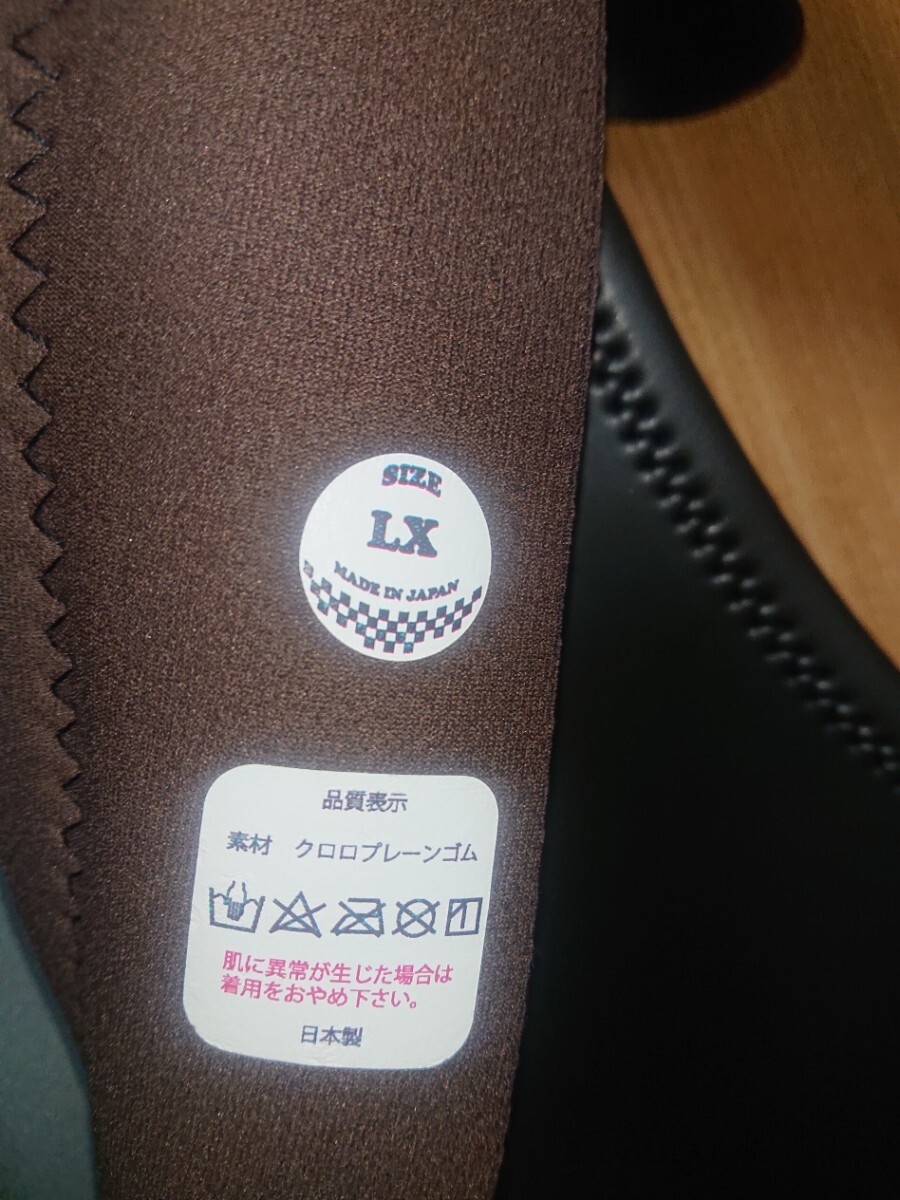 SIZE
LX
MADE IN JAPAN
品質表示
素材 クロロプレーンゴム
肌に異常が生じた場合は
着用をおやめ下さい。
日本製